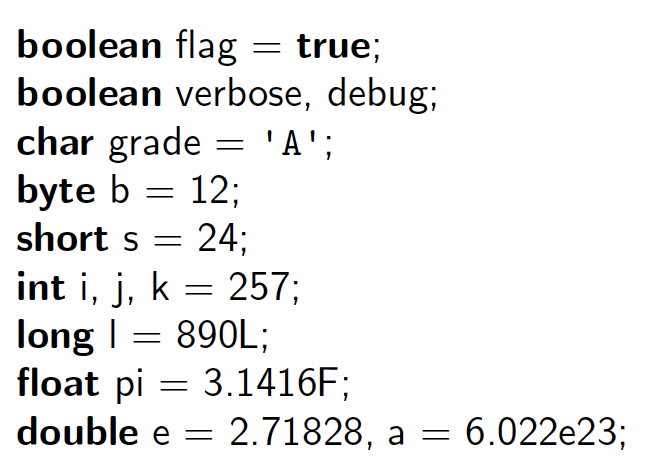 boolean flag = true;
boolean verbose, debug;
char grade = 'A';
byte b = 12;
short s = 24;
int i, j, k = 257;
long l = 890L;
float pi = 3.1416F;
double e = 2.71828, a = 6.022e23;